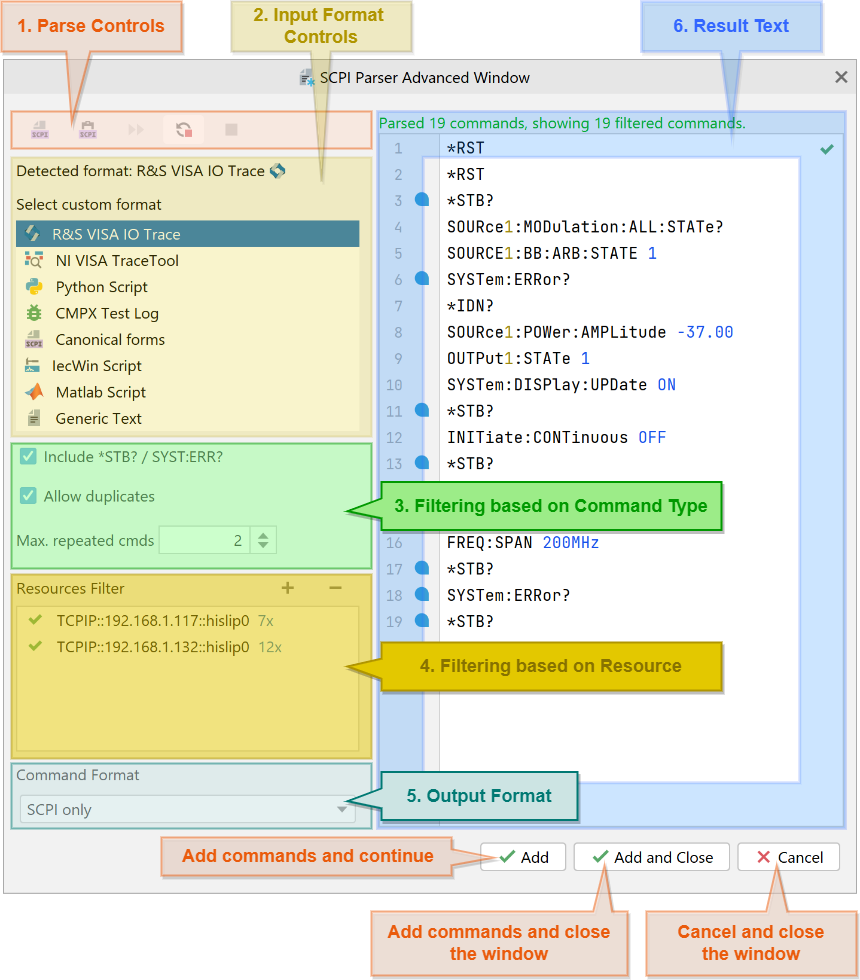 1. Parse Controls
2. Input Format
Controls
6. Result Text
SCPI Parser Advanced Window
SCPI
SCPI
Detected format: R&S VISA IO Trace
Select custom format
R&S VISA IO Trace
NI VISA TraceTool
Python Script
CMPX Test Log
SCPI
Canonical forms
IecWin Script
Matlab Script
Generic Text
Include *STB? / SYST:ERR?
Allow duplicates
Max. repeated cmds 2
Resources Filter + −
TCPIP::192.168.1.117::hislip0 7x
TCPIP::192.168.1.132::hislip0 12x
Command Format
SCPI only
Parsed 19 commands, showing 19 filtered commands.
1 *RST
2 *RST
3 *STB?
4 SOURce1:MODulation:ALL:STATe?
5 SOURCE1:BB:ARB:STATE 1
6 SYSTem:ERRor?
7 *IDN?
8 SOURce1:POWer:AMPLitude -37.00
9 OUTPut1:STATe 1
10 SYSTem:DISPlay:UPDate ON
11 *STB?
12 INITiate:CONTinuous OFF
13 *STB?
3. Filtering based on Command Type
16 FREQ:SPAN 200MHz
17 *STB?
18 SYSTem:ERRor?
19 *STB?
4. Filtering based on Resource
5. Output Format
Add commands and continue
Add
Add and Close
Cancel
Add commands and close
the window
Cancel and close
the window